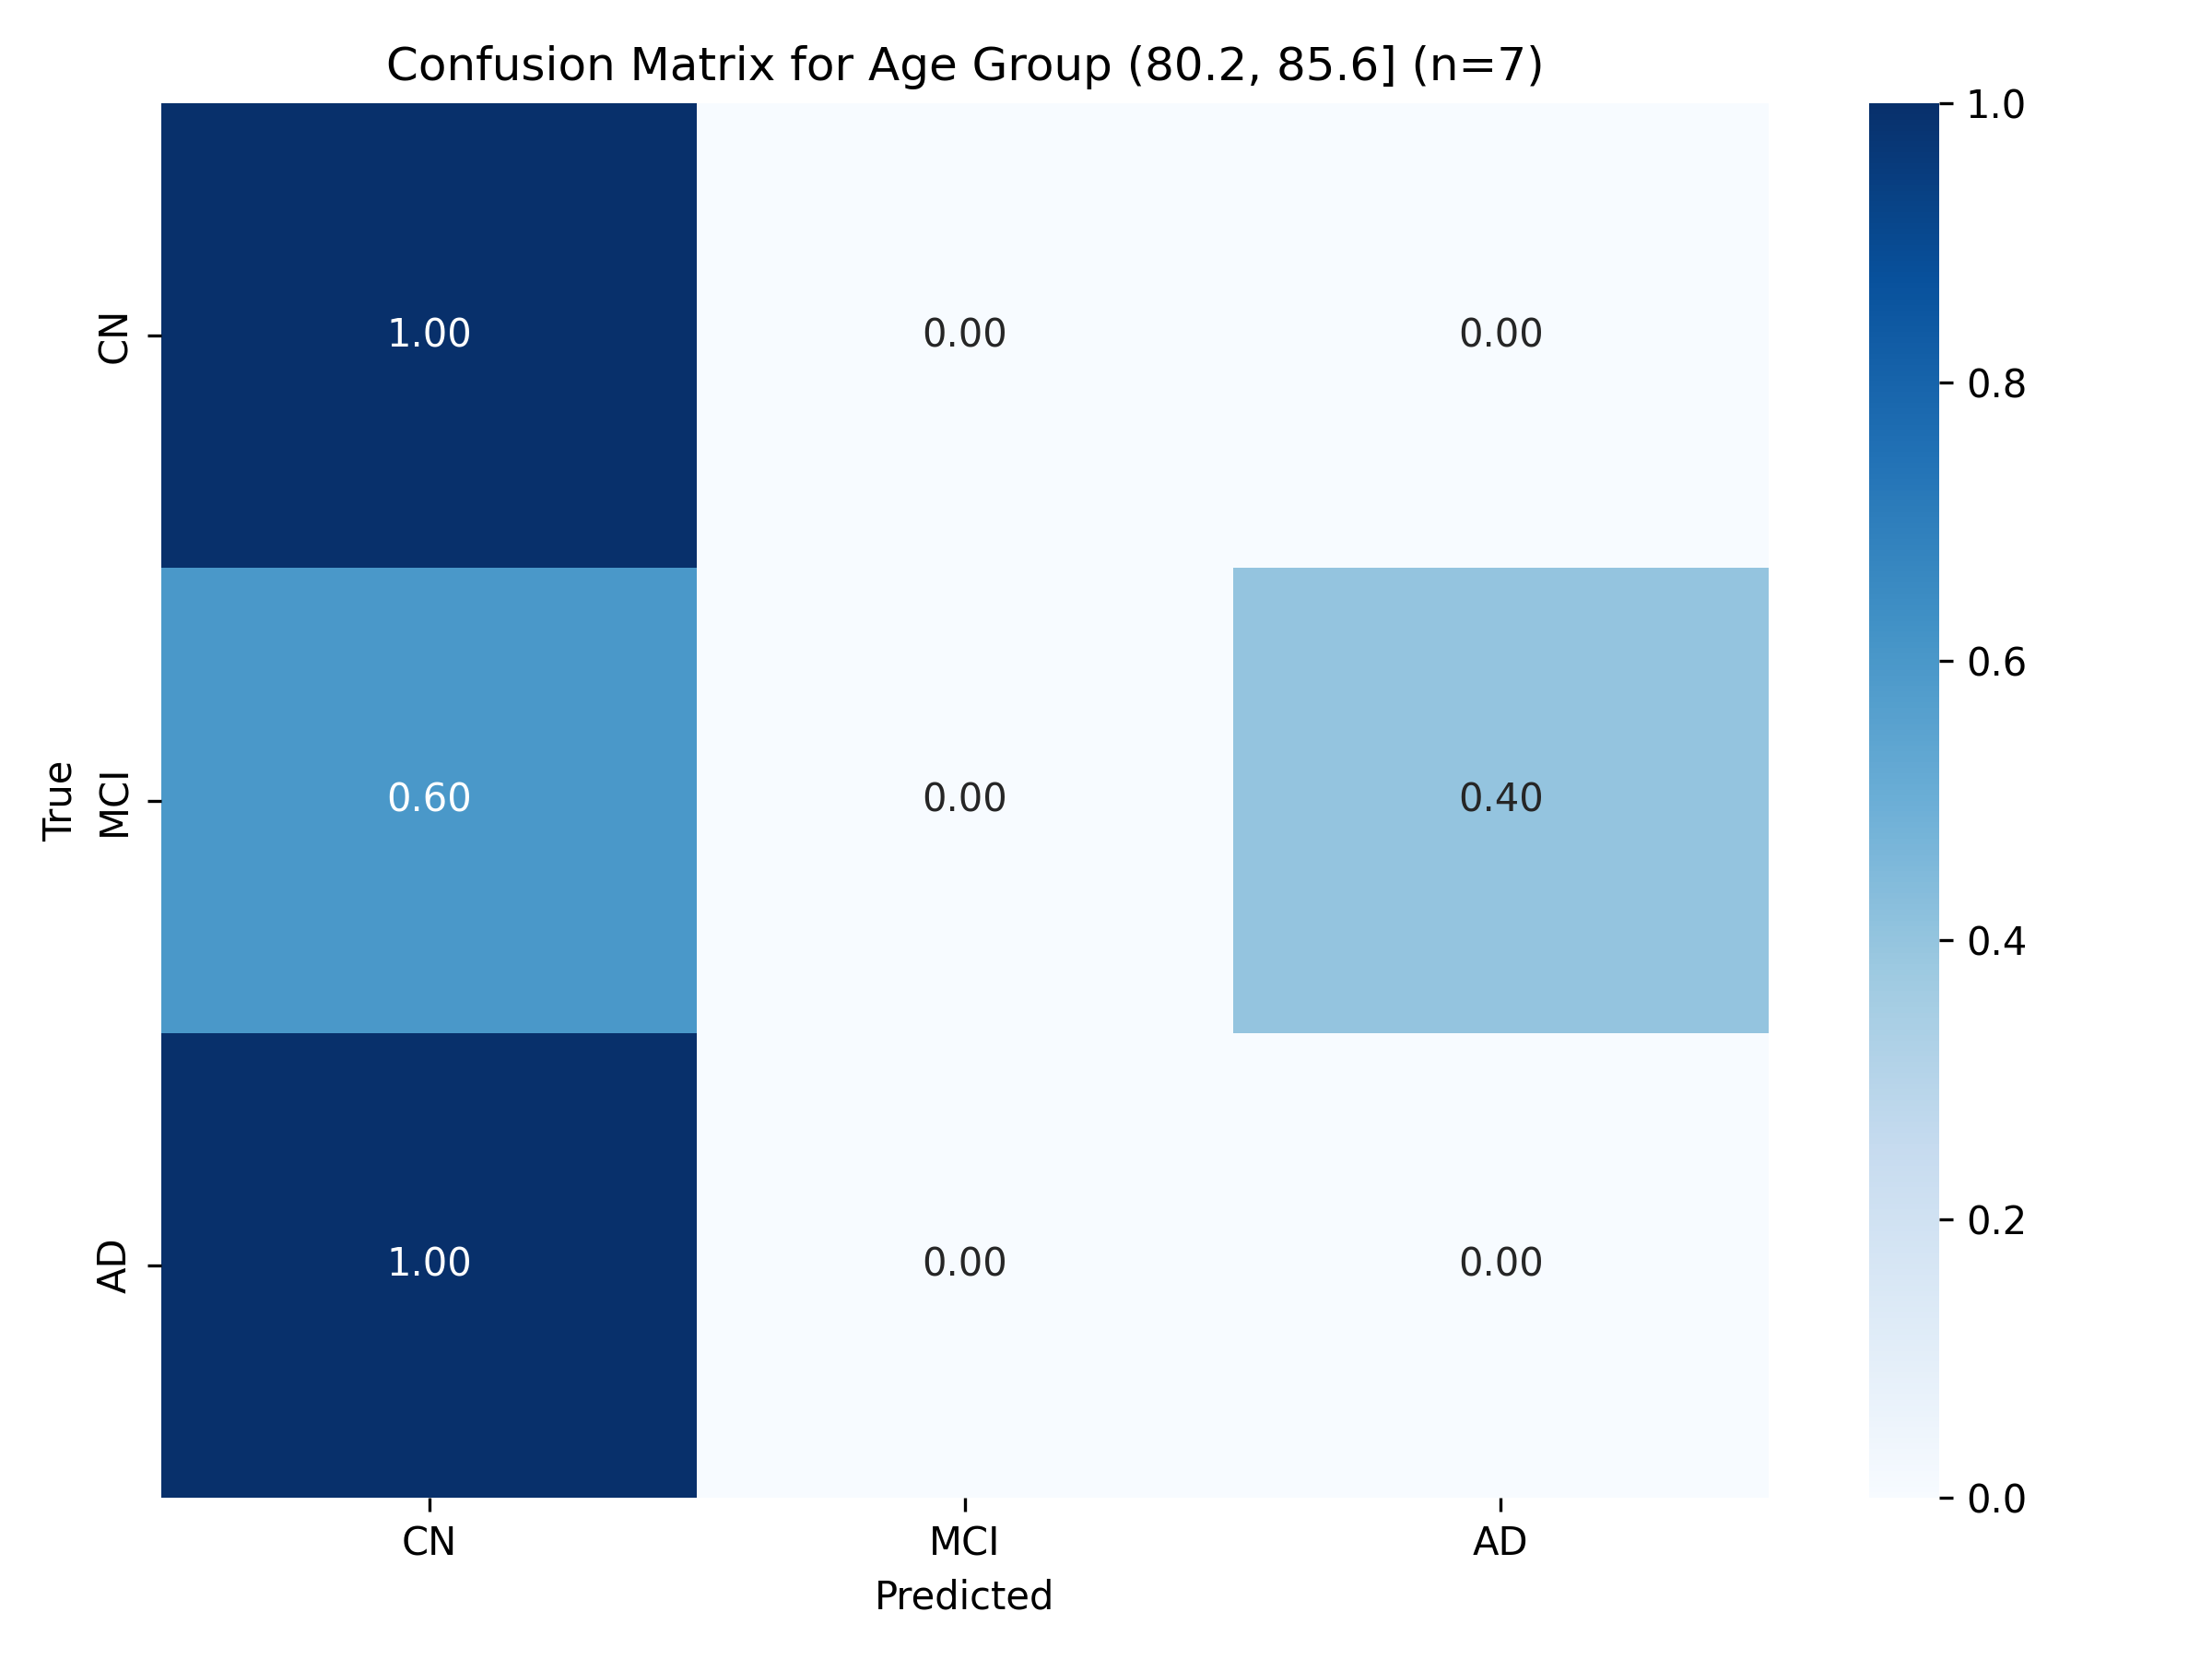 Confusion Matrix for Age Group (80.2, 85.6] (n=7)
True
CN
1.00 0.00 0.00
MCI
0.60 0.00 0.40
AD
1.00 0.00 0.00
CN MCI AD
Predicted
1.0
0.8
0.6
0.4
0.2
0.0